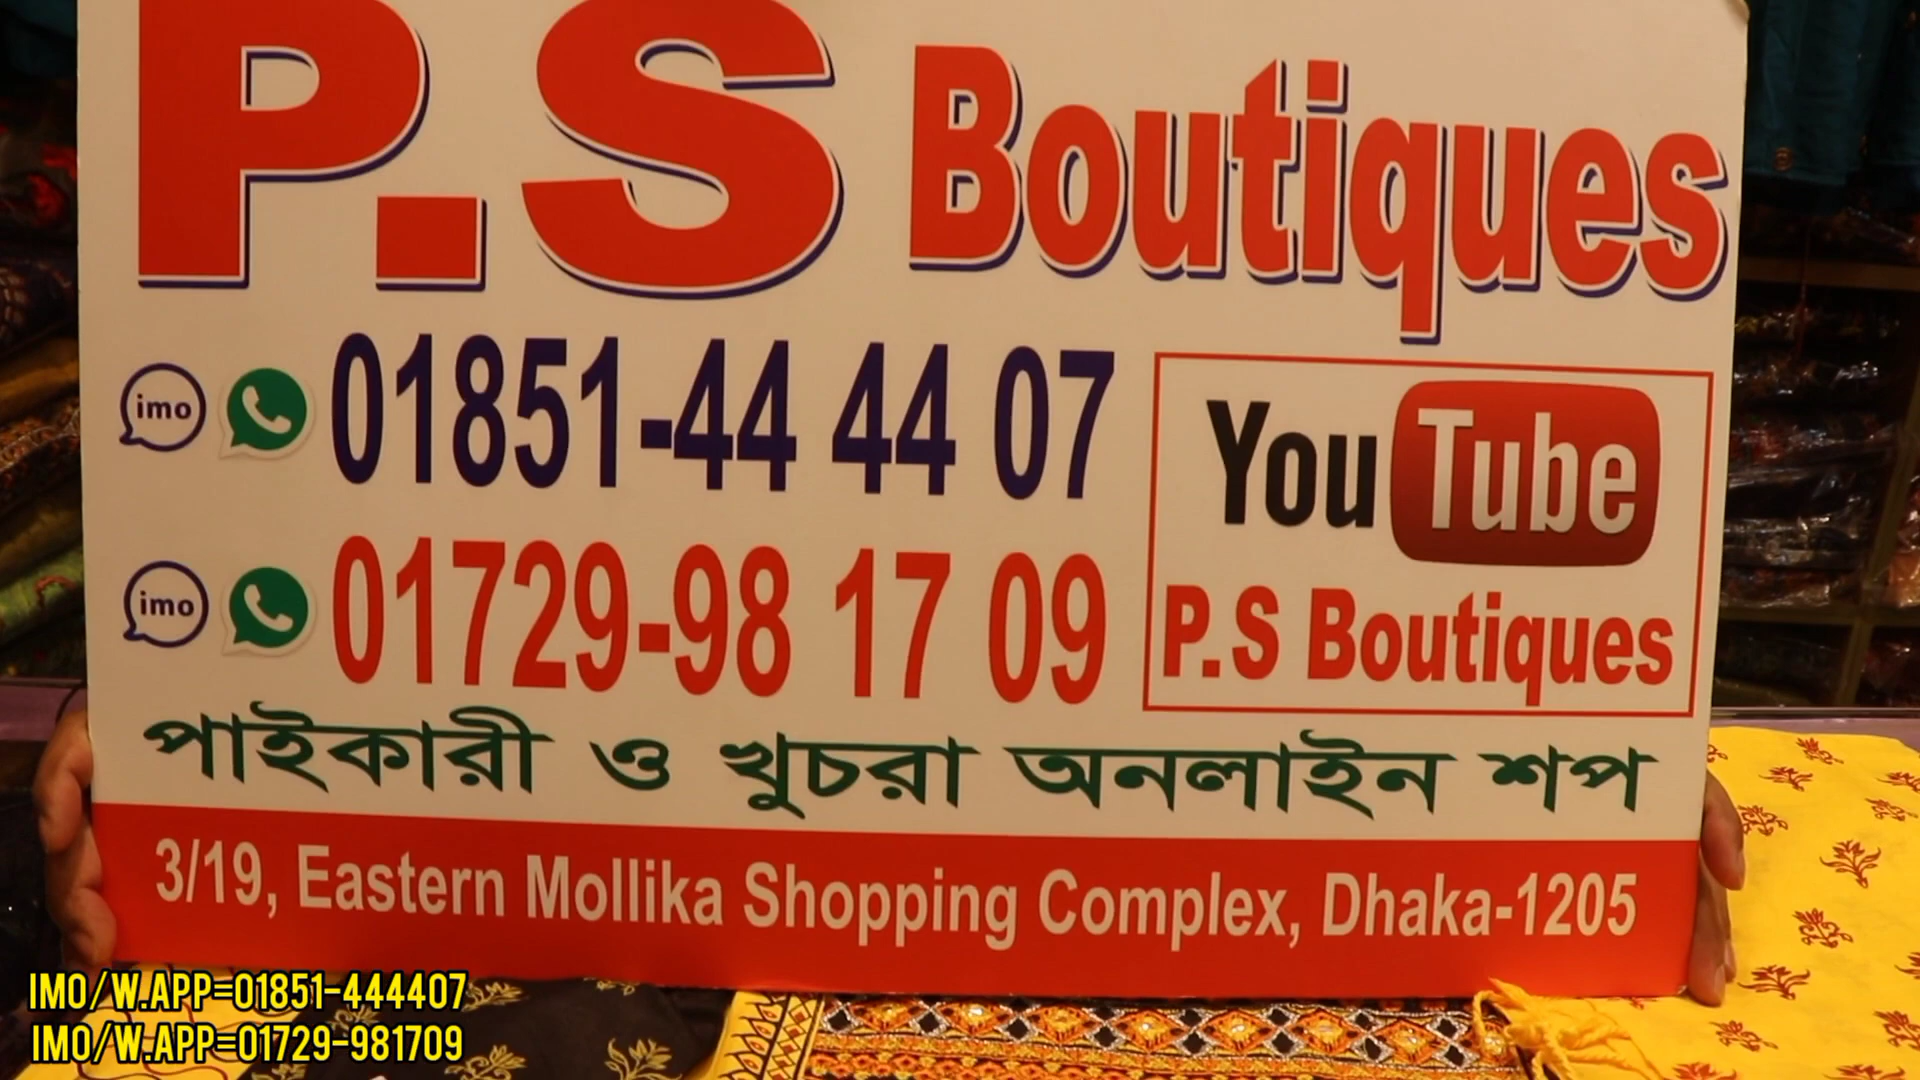 P.S Boutiques
imo 01851-44 44 07
imo 01729-98 17 09
YouTube
P.S Boutiques
পাইকারী ও খুচরা অনলাইন শপ
3/19, Eastern Mollika Shopping Complex, Dhaka-1205
IMO/W.APP=01851-444407
IMO/W.APP=01729-981709